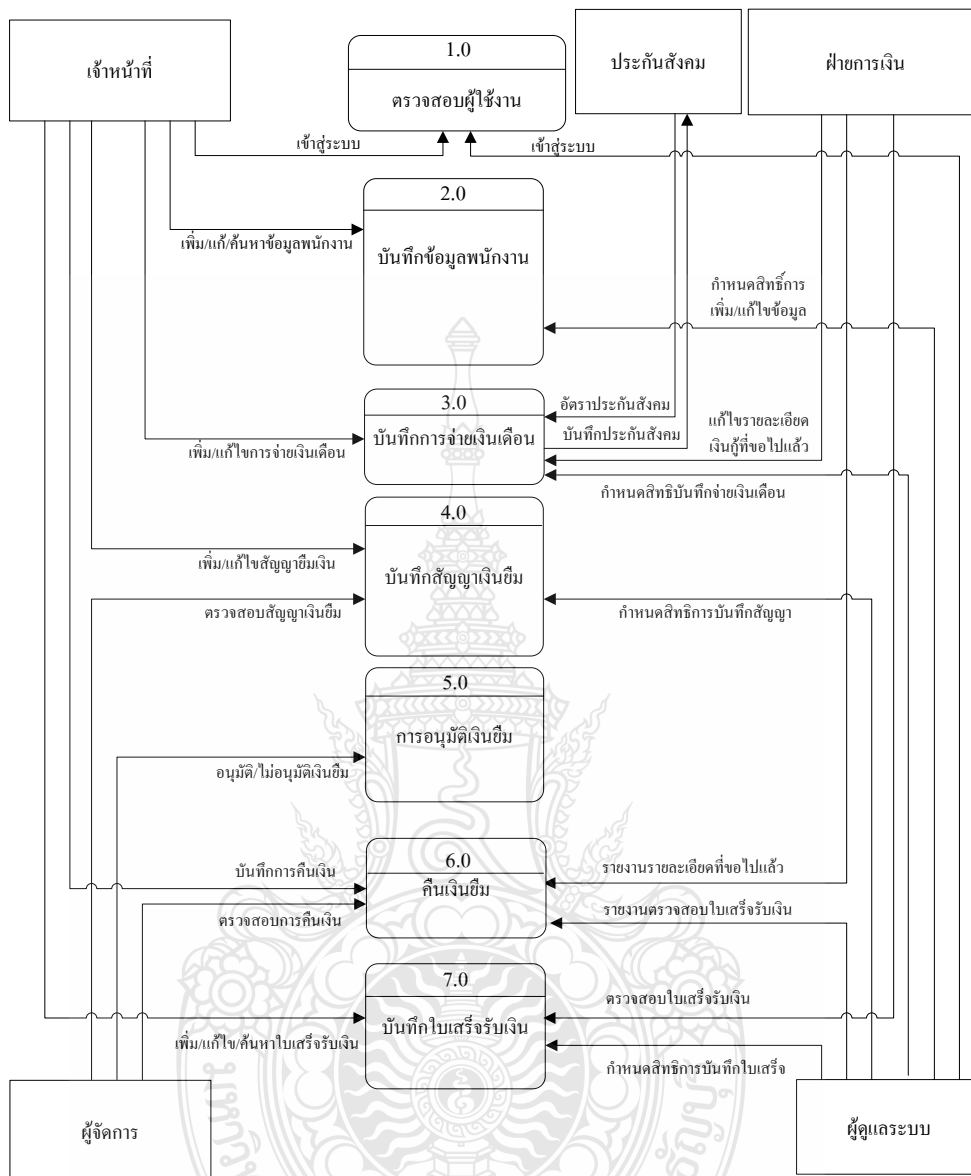 เจ้าหน้าที่
1.0
ตรวจสอบผู้ใช้งาน
ประกันสังคม
ฝ่ายการเงิน
เข้าสู่ระบบ
เข้าสู่ระบบ
2.0
บันทึกข้อมูลพนักงาน
เพิ่ม/แก้/ค้นหาข้อมูลพนักงาน
กำหนดสิทธิ์การ
เพิ่ม/แก้ไขข้อมูล
3.0
บันทึกการจ่ายเงินเดือน
เพิ่ม/แก้ไขการจ่ายเงินเดือน
อัตราประกันสังคม
บันทึกประกันสังคม
แก้ไขรายละเอียด
เงินกู้ที่ขอไปแล้ว
กำหนดสิทธิบันทึกจ่ายเงินเดือน
4.0
บันทึกสัญญาเงินยืม
เพิ่ม/แก้ไขสัญญายืมเงิน
ตรวจสอบสัญญาเงินยืม
กำหนดสิทธิการบันทึกสัญญา
5.0
การอนุมัติเงินยืม
อนุมัติ/ไม่อนุมัติเงินยืม
6.0
คืนเงินยืม
บันทึกการคืนเงิน
ตรวจสอบการคืนเงิน
รายงานรายละเอียดที่ขอไปแล้ว
รายงานตรวจสอบใบเสร็จรับเงิน
7.0
บันทึกใบเสร็จรับเงิน
เพิ่ม/แก้ไข/ค้นหาใบเสร็จรับเงิน
ตรวจสอบใบเสร็จรับเงิน
กำหนดสิทธิการบันทึกใบเสร็จ
ผู้จัดการ
ผู้ดูแลระบบ